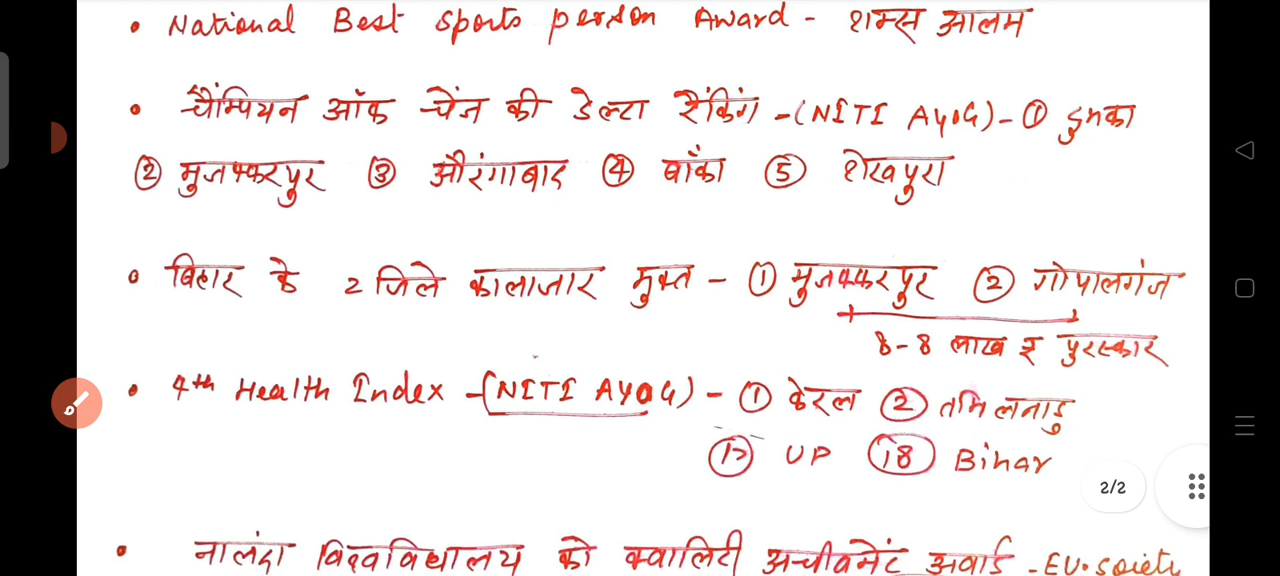 • National Best Sports person Award - शम्स आलम
• चैंम्पियन ऑफ चेंज की डेल्टा रैंकिंग - (NITI AYOG) - ① दुमका
② मुजफ्फरपुर ③ औरंगाबाद ④ बाँका ⑤ शेखपुरा
• बिहार के 2 जिले कालाजार मुक्त - ① मुजफ्फरपुर ② गोपालगंज
8-8 लाख रु पुरस्कार
• 4th Health Index - (NITI AYOG) - ① केरल ② तमिलनाडु
⑰ UP ⑱ Bihar
2/2
• नालंदा विश्वविद्यालय को क्वालिटी अचीवमेंट अवार्ड - EU.